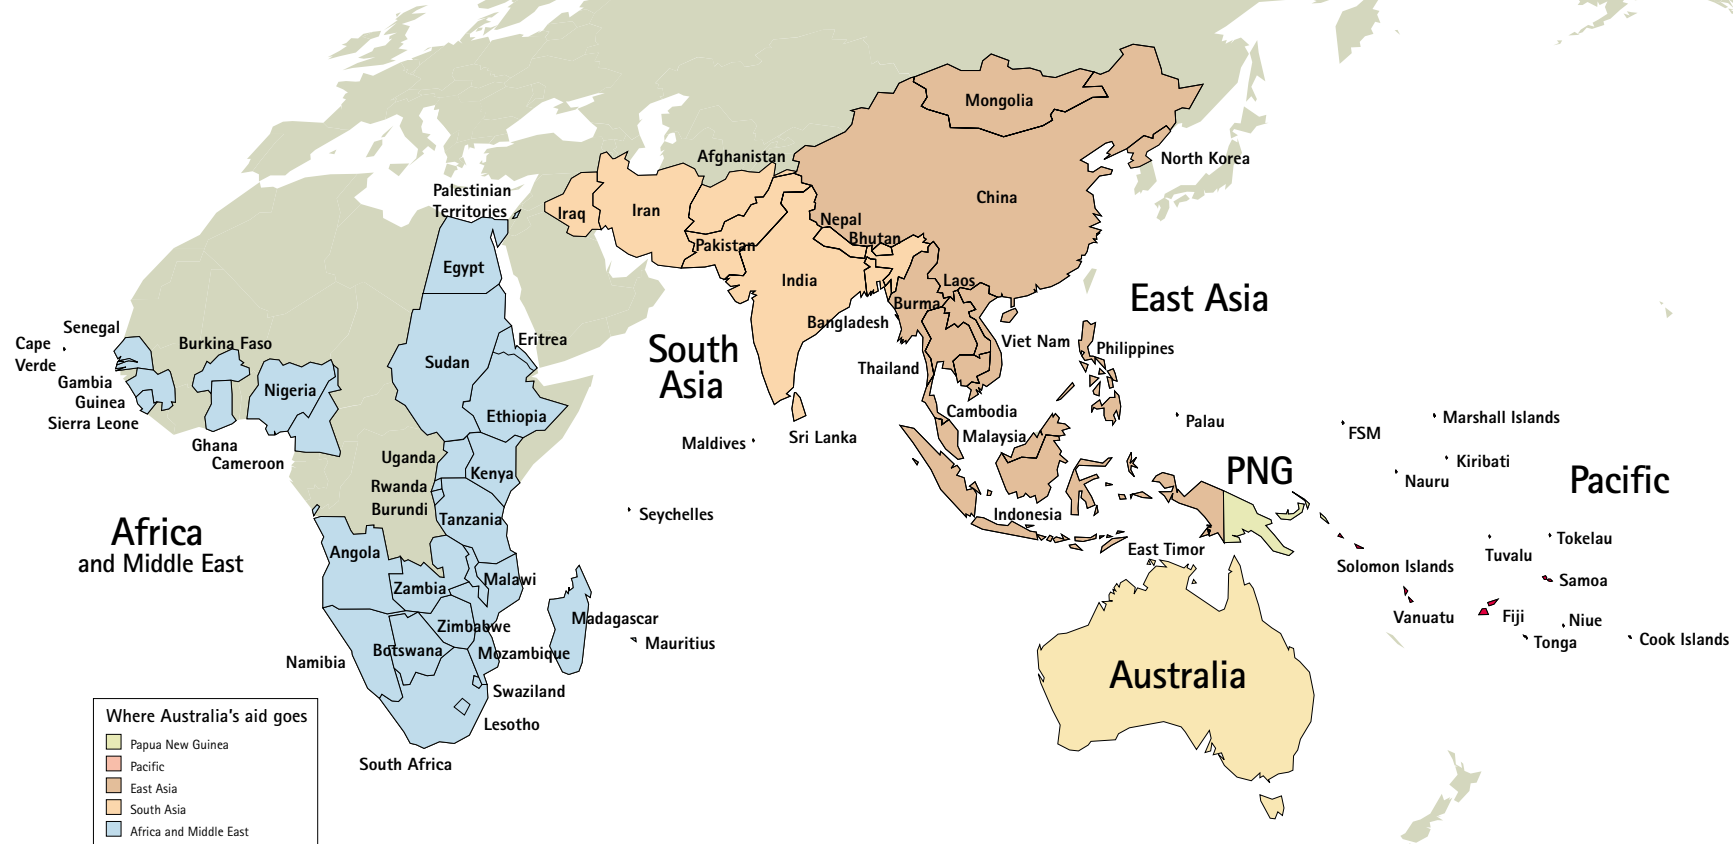 Mongolia
North Korea
Afghanistan
China
Palestinian
Territories
Iraq
Iran
Nepal
Bhutan
Pakistan
Egypt
India
Laos
Burma
East Asia
Bangladesh
Senegal
Cape
Verde
Burkina Faso
Eritrea
South
Asia
Viet Nam
Philippines
Sudan
Thailand
Gambia
Guinea
Sierra Leone
Nigeria
Ethiopia
Cambodia
Malaysia
Palau
FSM
Marshall Islands
Ghana
Cameroon
Maldives
Sri Lanka
Uganda
Kenya
Rwanda
Burundi
PNG
Kiribati
Nauru
Pacific
Tanzania
Seychelles
Indonesia
Africa
and Middle East
Angola
East Timor
Solomon Islands
Tuvalu
Tokelau
Zambia
Malawi
Samoa
Madagascar
Zimbabwe
Mauritius
Vanuatu
Fiji
Niue
Tonga
Cook Islands
Namibia
Botswana
Mozambique
Australia
Swaziland
Lesotho
South Africa
Where Australia's aid goes
Papua New Guinea
Pacific
East Asia
South Asia
Africa and Middle East